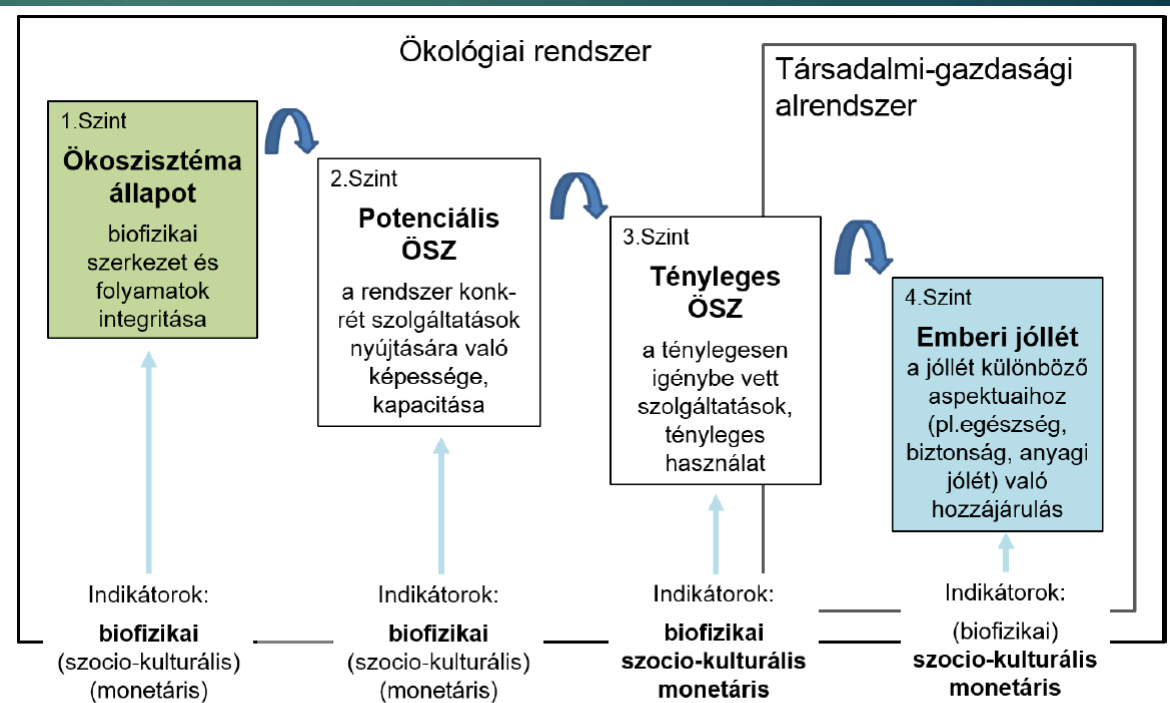 Ökológiai rendszer
Társadalmi-gazdasági
alrendszer
1.Szint
Ökoszisztéma
állapot
biofizikai
szerkezet és
folyamatok
integritása
2.Szint
Potenciális
ÖSZ
a rendszer konk-
rét szolgáltatások
nyújtására való
képessége,
kapacitása
3.Szint
Tényleges
ÖSZ
a ténylegesen
igénybe vett
szolgáltatások,
tényleges
használat
4.Szint
Emberi jóllét
a jóllét különböző
aspektuaihoz
(pl.egészség,
biztonság, anyagi
jólét) való
hozzájárulás
Indikátorok:
biofizikai
(szocio-kulturális)
(monetáris)
Indikátorok:
biofizikai
(szocio-kulturális)
(monetáris)
Indikátorok:
biofizikai
szocio-kulturális
monetáris
Indikátorok:
(biofizikai)
szocio-kulturális
monetáris